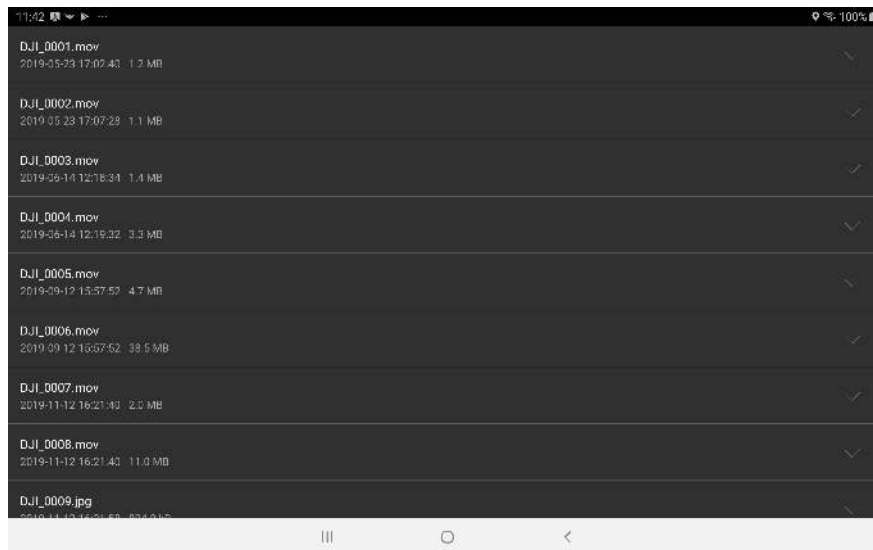 11:42 ... 100%
DJI_0001.mov
2019-05-23 17:02:40 1.2 MB
DJI_0002.mov
2019-05-23 17:07:28 1.1 MB
DJI_0003.mov
2019-06-14 12:18:34 1.4 MB
DJI_0004.mov
2019-06-14 12:19:32 3.3 MB
DJI_0005.mov
2019-09-12 15:57:52 4.7 MB
DJI_0006.mov
2019-09-12 15:57:52 38.5 MB
DJI_0007.mov
2019-11-12 16:21:40 2.0 MB
DJI_0008.mov
2019-11-12 16:21:40 11.0 MB
DJI_0009.jpg